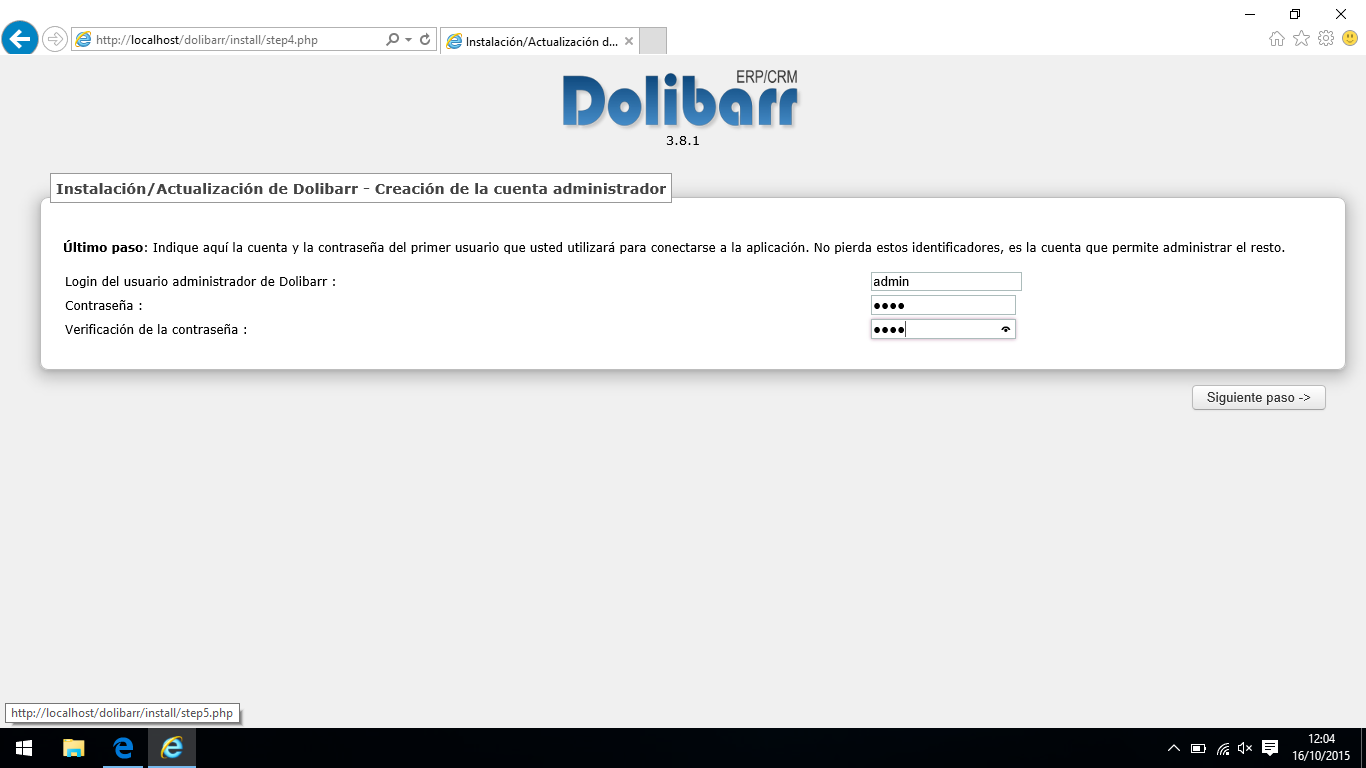 http://localhost/dolibarr/install/step4.php
Instalación/Actualización d...
ERP/CRM
Dolibarr
3.8.1
Instalación/Actualización de Dolibarr - Creación de la cuenta administrador
Último paso: Indique aquí la cuenta y la contraseña del primer usuario que usted utilizará para conectarse a la aplicación. No pierda estos identificadores, es la cuenta que permite administrar el resto.
Login del usuario administrador de Dolibarr : admin
Contraseña : ●●●●
Verificación de la contraseña : ●●●●
Siguiente paso ->
http://localhost/dolibarr/install/step5.php
12:04
16/10/2015